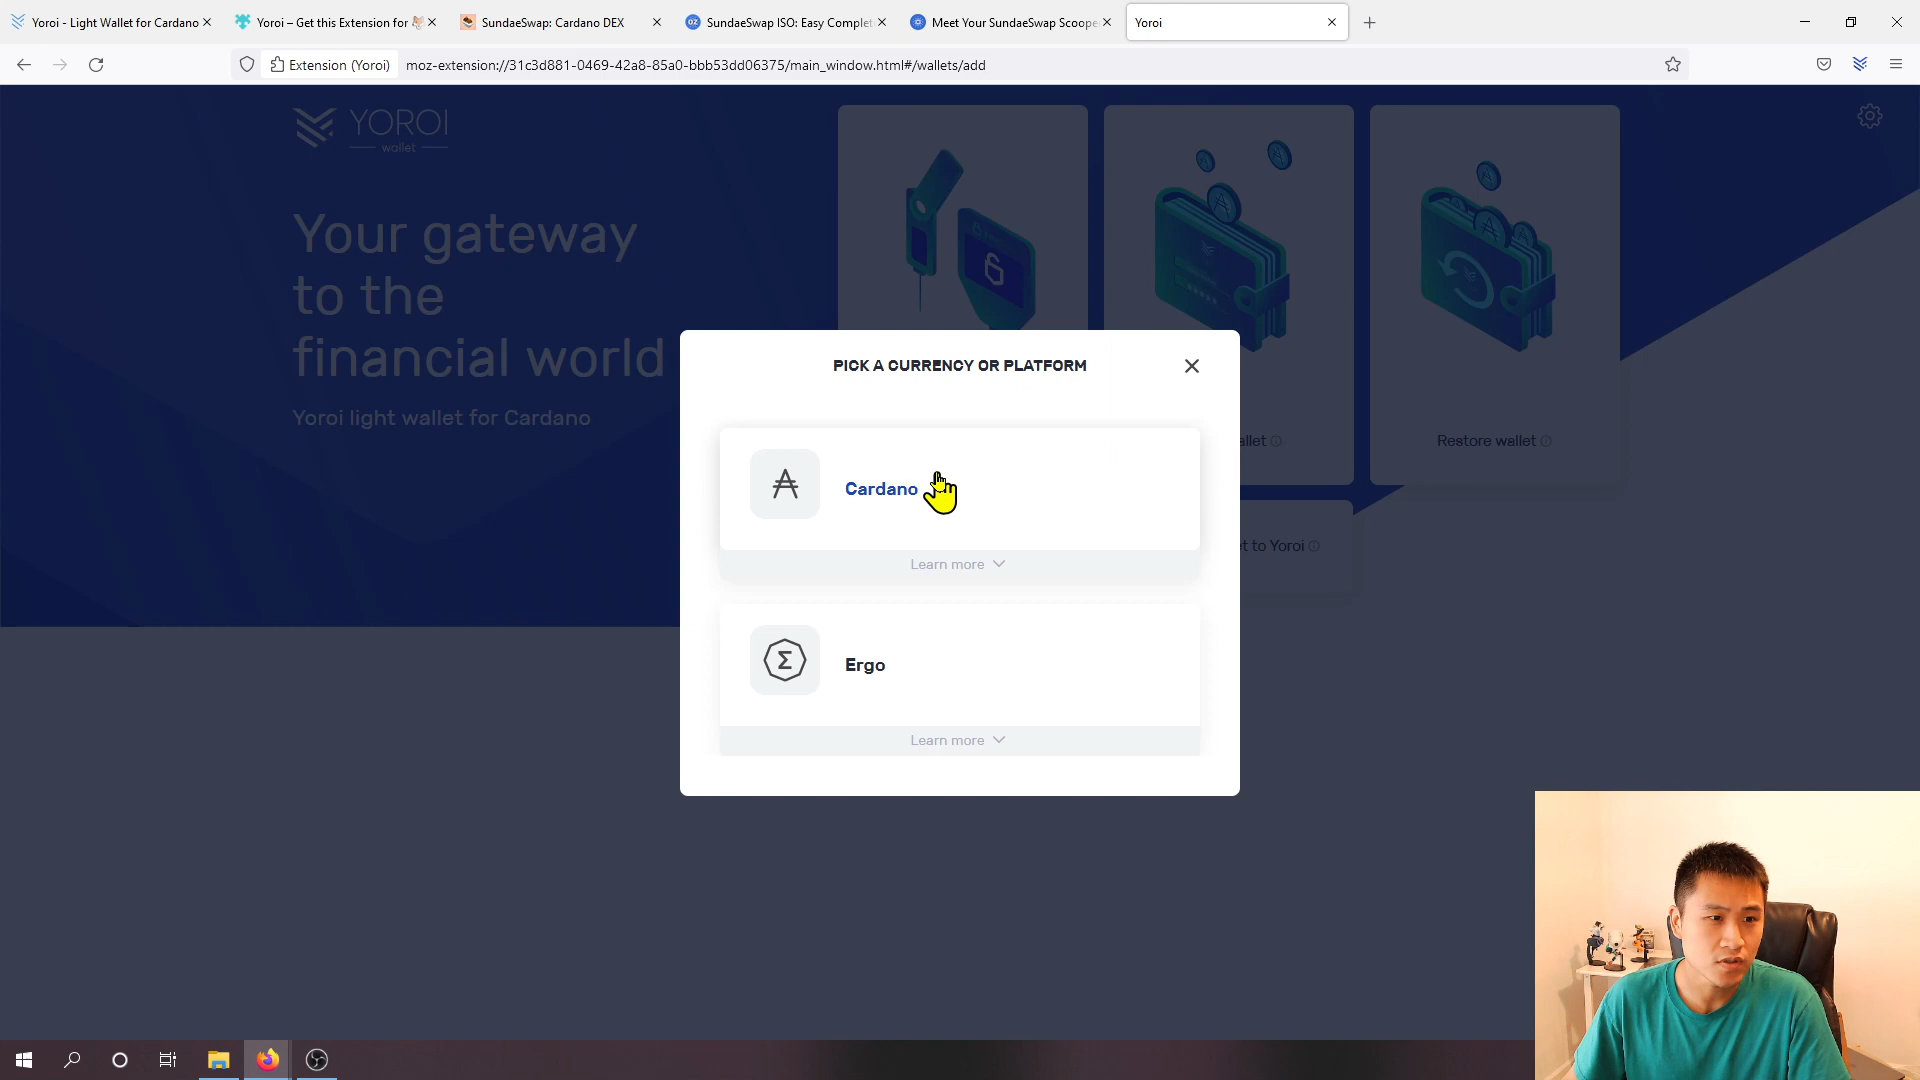 Yoroi - Light Wallet for Cardano
Yoroi – Get this Extension for
SundaeSwap: Cardano DEX
SundaeSwap ISO: Easy Complet
Meet Your SundaeSwap Scoope
Yoroi
Extension (Yoroi)
moz-extension://31c3d881-0469-42a8-85a0-bbb53dd06375/main_window.html#/wallets/add
YOROI
wallet
Your gateway
to the
financial world
Yoroi light wallet for Cardano
PICK A CURRENCY OR PLATFORM
Cardano
Learn more
Ergo
Learn more
allet
Restore wallet
t to Yoroi